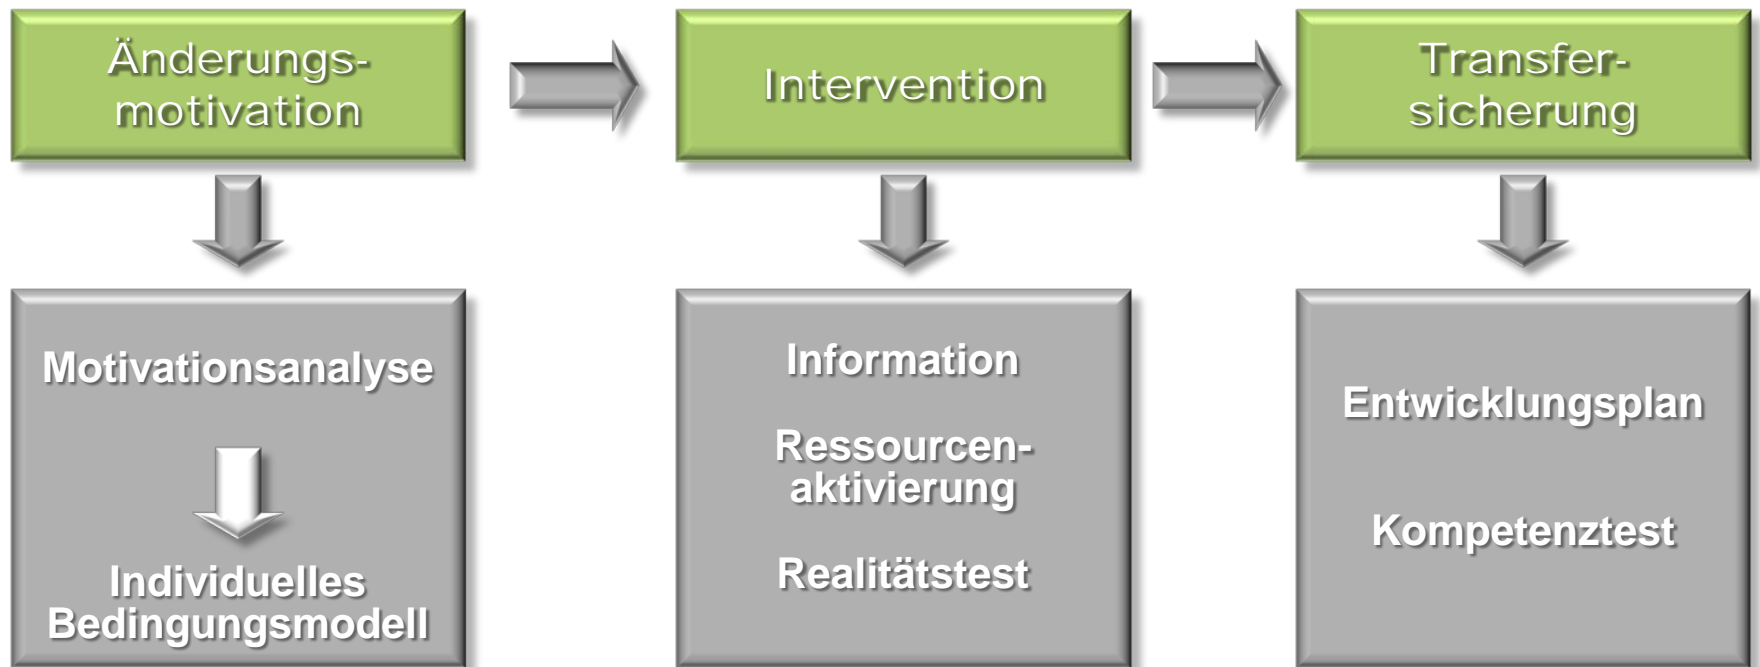 Änderungs-
motivation
Intervention
Transfer-
sicherung
Motivationsanalyse
Individuelles
Bedingungsmodell
Information
Ressourcen-
aktivierung
Realitätstest
Entwicklungsplan
Kompetenztest